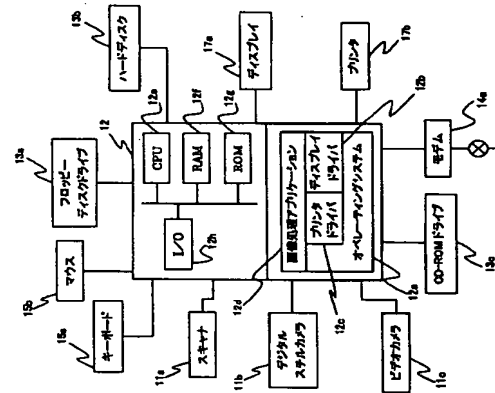 キーボード
15a
マウス
15b
フロッピー
ディスクドライブ
13a
ハードディスク
13b
12
スキャナ
11a
I/O
12h
CPU
12e
RAM
12f
ROM
12g
ディスプレイ
17a
デジタル
スチルカメラ
11b
12d
画像処理アプリケーション
プリンタ
ドライバ
ディスプレイ
ドライバ
オペレーティングシステム
12c
12b
12a
プリンタ
17b
ビデオカメラ
11c
CD-ROMドライブ
13c
モデム
14a